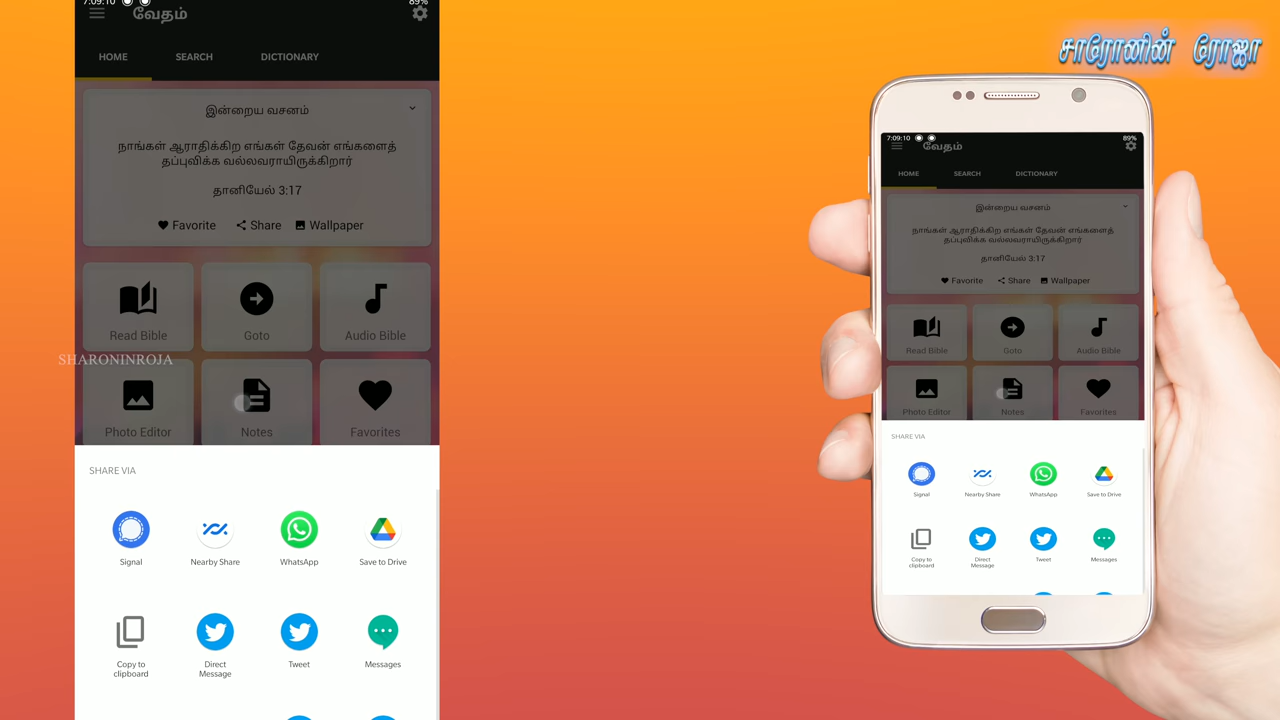 7:09:10
89%
வேதம்
HOME
SEARCH
DICTIONARY
இன்றைய வசனம்
நாங்கள் ஆராதிக்கிற எங்கள் தேவன் எங்களைத்
தப்புவிக்க வல்லவராயிருக்கிறார்
தானியேல் 3:17
Favorite
Share
Wallpaper
Read Bible
Goto
Audio Bible
SHARONINROJA
Photo Editor
Notes
Favorites
SHARE VIA
Signal
Nearby Share
WhatsApp
Save to Drive
Copy to
clipboard
Direct
Message
Tweet
Messages
சாரோனின் ரோஜா
7:09:10
89%
வேதம்
HOME
SEARCH
DICTIONARY
இன்றைய வசனம்
நாங்கள் ஆராதிக்கிற எங்கள் தேவன் எங்களைத்
தப்புவிக்க வல்லவராயிருக்கிறார்
தானியேல் 3:17
Favorite
Share
Wallpaper
Read Bible
Goto
Audio Bible
Photo Editor
Notes
Favorites
SHARE VIA
Signal
Nearby Share
WhatsApp
Save to Drive
Copy to
clipboard
Direct
Message
Tweet
Messages